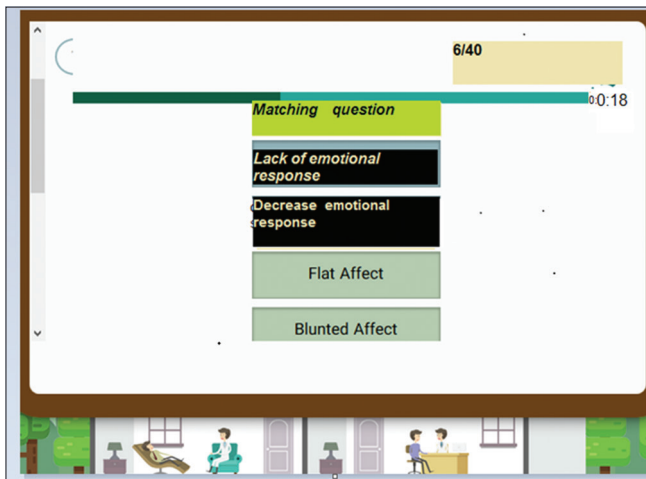 6/40
0:18
Matching question
Lack of emotional
response
Decrease emotional
response
Flat Affect
Blunted Affect